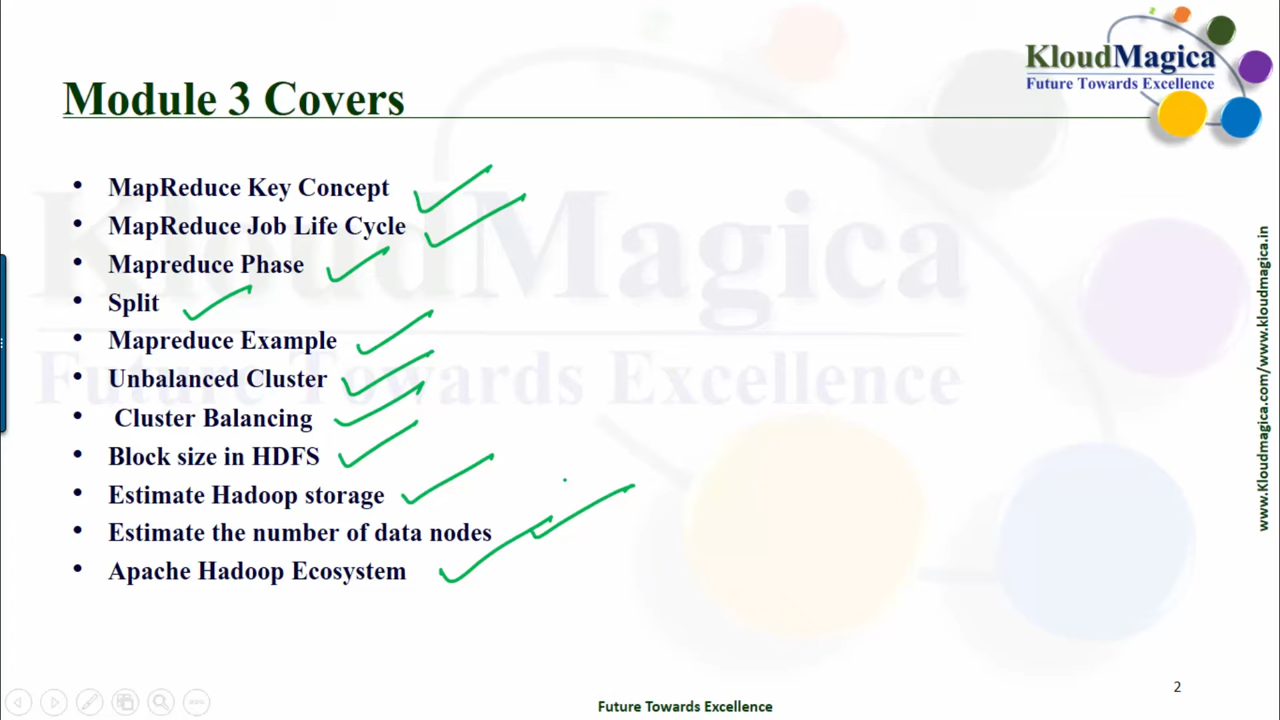 KloudMagica
Future Towards Excellence
Module 3 Covers
• MapReduce Key Concept
• MapReduce Job Life Cycle
• Mapreduce Phase
• Split
• Mapreduce Example
• Unbalanced Cluster
• Cluster Balancing
• Block size in HDFS
• Estimate Hadoop storage
• Estimate the number of data nodes
• Apache Hadoop Ecosystem
KloudMagica
Future Towards Excellence
www.Kloudmagica.com/www.kloudmagica.in
2
Future Towards Excellence